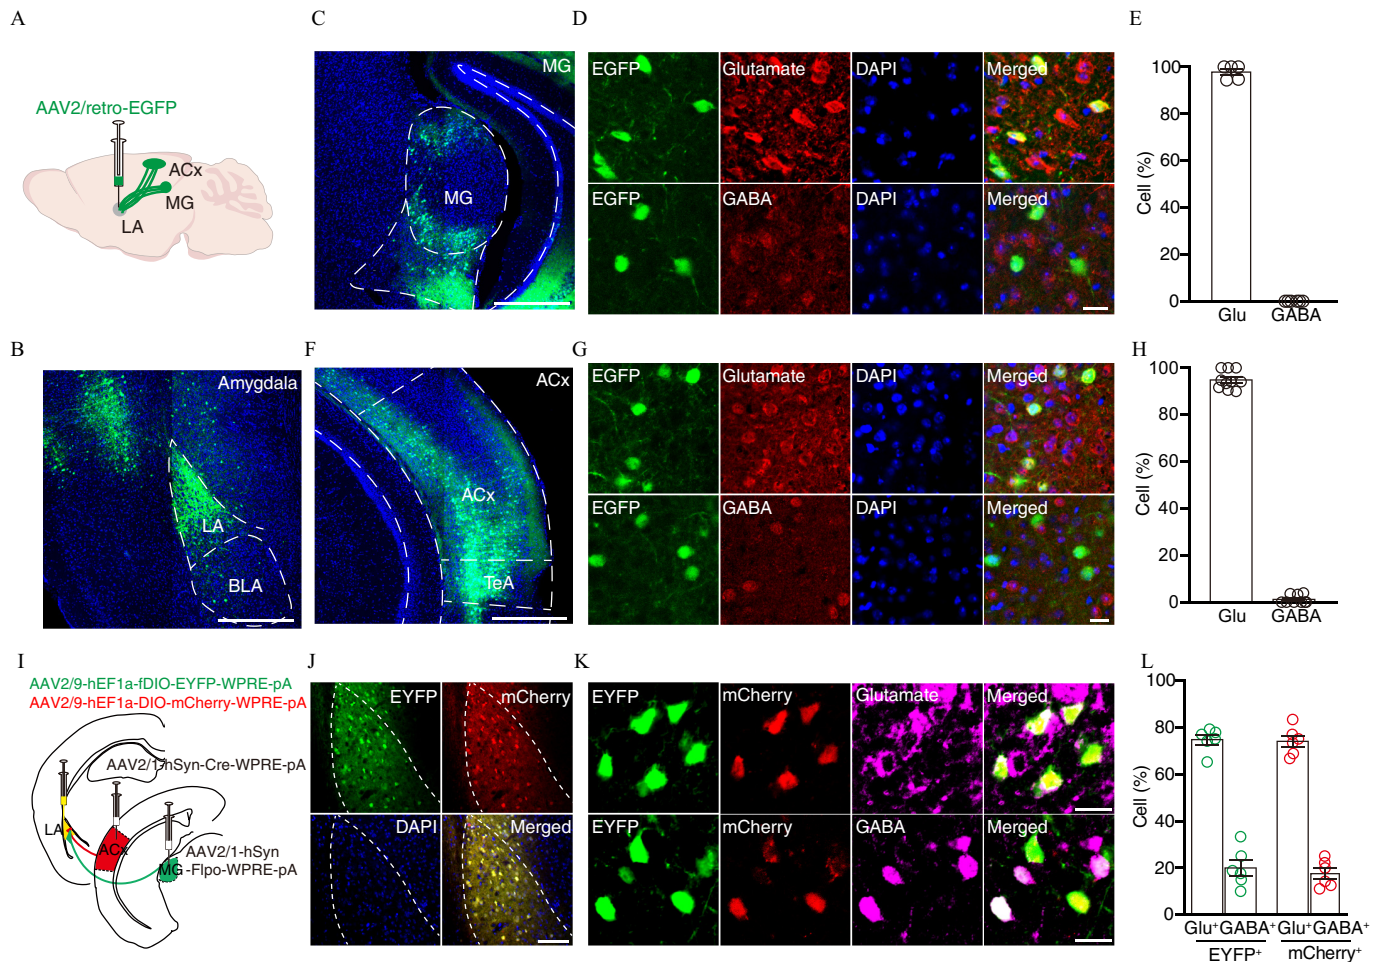 A
AAV2/retro-EGFP
ACx
MG
LA
C
MG
MG
D
EGFP
Glutamate
DAPI
Merged
EGFP
GABA
DAPI
Merged
E
Cell (%)
100
80
60
40
20
0
Glu
GABA
B
Amygdala
LA
BLA
F
ACx
ACx
TeA
G
EGFP
Glutamate
DAPI
Merged
EGFP
GABA
DAPI
Merged
H
Cell (%)
100
80
60
40
20
0
Glu
GABA
I
AAV2/9-hEF1a-fDIO-EYFP-WPRE-pA
AAV2/9-hEF1a-DIO-mCherry-WPRE-pA
AAV2/1-hSyn-Cre-WPRE-pA
LA
ACx
AAV2/1-hSyn
MG
-Flpo-WPRE-pA
J
EYFP
mCherry
DAPI
Merged
K
EYFP
mCherry
Glutamate
Merged
EYFP
mCherry
GABA
Merged
L
Cell (%)
100
80
60
40
20
0
Glu⁺ GABA⁺ Glu⁺ GABA⁺
EYFP⁺
mCherry⁺